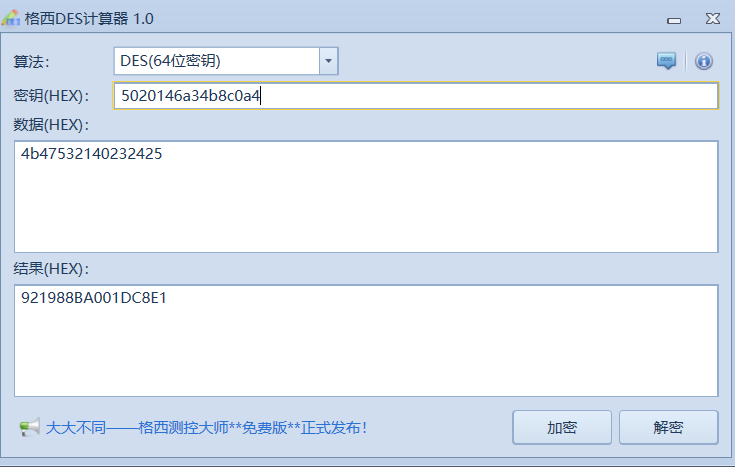 格西DES计算器 1.0
算法： DES(64位密钥)
密钥(HEX)： 5020146a34b8c0a4
数据(HEX)：
4b47532140232425
结果(HEX)：
921988BA001DC8E1
大大不同——格西测控大师**免费版**正式发布！ 加密 解密